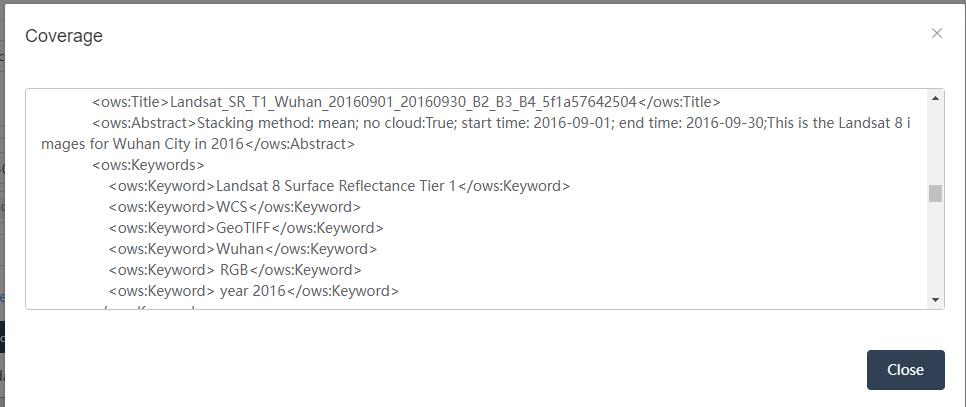 Coverage
×
<ows:Title>Landsat_SR_T1_Wuhan_20160901_20160930_B2_B3_B4_5f1a57642504</ows:Title>
<ows:Abstract>Stacking method: mean; no cloud:True; start time: 2016-09-01; end time: 2016-09-30;This is the Landsat 8 i
mages for Wuhan City in 2016</ows:Abstract>
<ows:Keywords>
<ows:Keyword>Landsat 8 Surface Reflectance Tier 1</ows:Keyword>
<ows:Keyword>WCS</ows:Keyword>
<ows:Keyword>GeoTIFF</ows:Keyword>
<ows:Keyword>Wuhan</ows:Keyword>
<ows:Keyword> RGB</ows:Keyword>
<ows:Keyword> year 2016</ows:Keyword>
Close